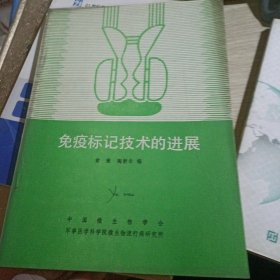 免疫标记技术的进展
编
中国微生物学会
军事医学科学院微生物流行病研究所